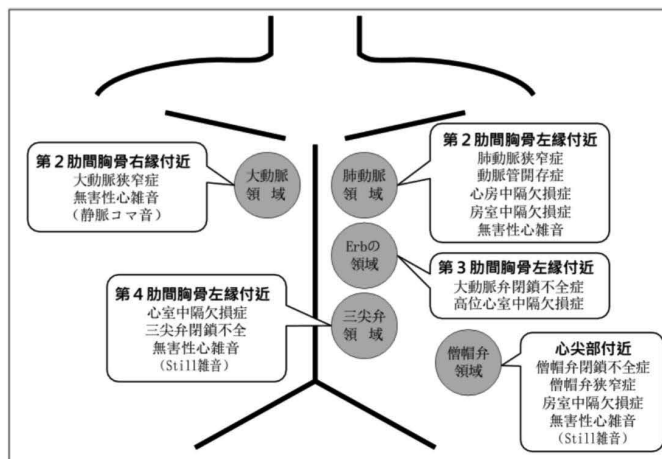 第２肋間胸骨右縁付近
大動脈狭窄症
無害性心雑音
（静脈コマ音）
大動脈
領 域
肺動脈
領 域
第２肋間胸骨左縁付近
肺動脈狭窄症
動脈管開存症
心房中隔欠損症
房室中隔欠損症
無害性心雑音
Erbの
領域
第３肋間胸骨左縁付近
大動脈弁閉鎖不全症
高位心室中隔欠損症
第４肋間胸骨左縁付近
心室中隔欠損症
三尖弁閉鎖不全
無害性心雑音
(Still雑音)
三尖弁
領 域
僧帽弁
領域
心尖部付近
僧帽弁閉鎖不全症
僧帽弁狭窄症
房室中隔欠損症
無害性心雑音
(Still雑音)